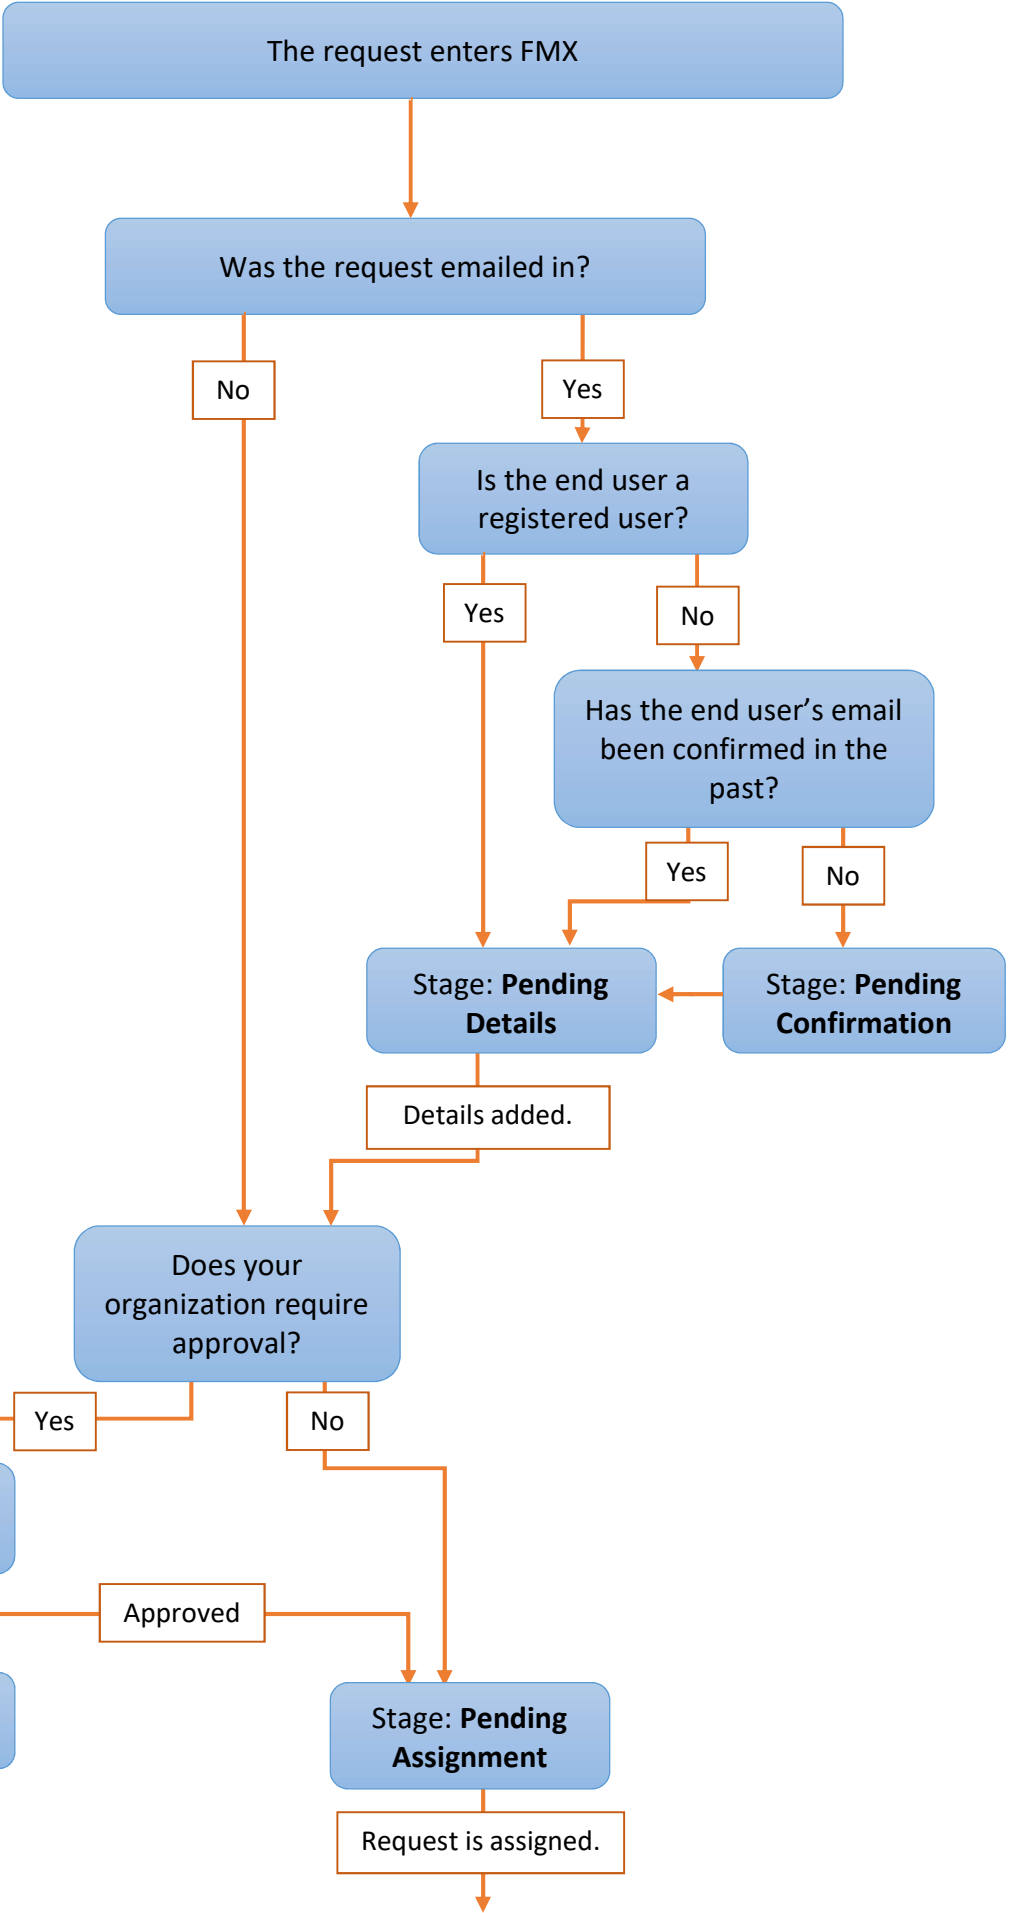 The request enters FMX
Was the request emailed in?
No
Yes
Is the end user a
registered user?
Yes
No
Has the end user’s email
been confirmed in the
past?
Yes
No
Stage: Pending
Details
Stage: Pending
Confirmation
Details added.
Does your
organization require
approval?
Yes
No
Approved
Stage: Pending
Assignment
Request is assigned.